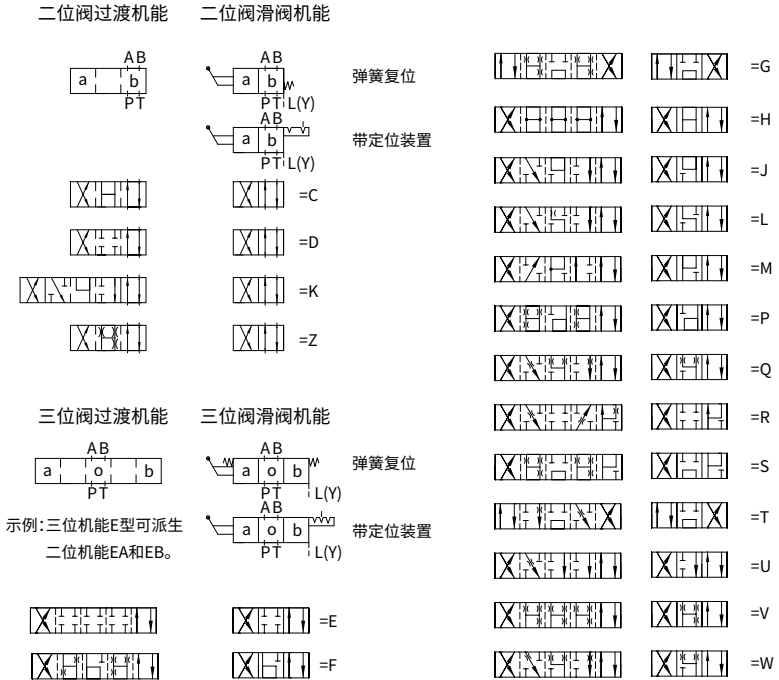 二位阀过渡机能
二位阀滑阀机能
AB
a b
PT
AB
a b
PT L(Y)
弹簧复位
AB
a b
PT L(Y)
带定位装置
=C
=D
=K
=Z
三位阀过渡机能
三位阀滑阀机能
AB
a o b
PT
AB
a o b
PT L(Y)
弹簧复位
AB
a o b
PT L(Y)
带定位装置
示例：三位机能E型可派生
二位机能EA和EB。
=E
=F
=G
=H
=J
=L
=M
=P
=Q
=R
=S
=T
=U
=V
=W